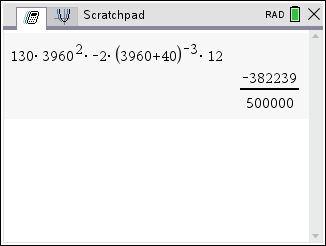 Scratchpad RAD
130· 3960²· -2· (3960+40)⁻³· 12
-382239
500000